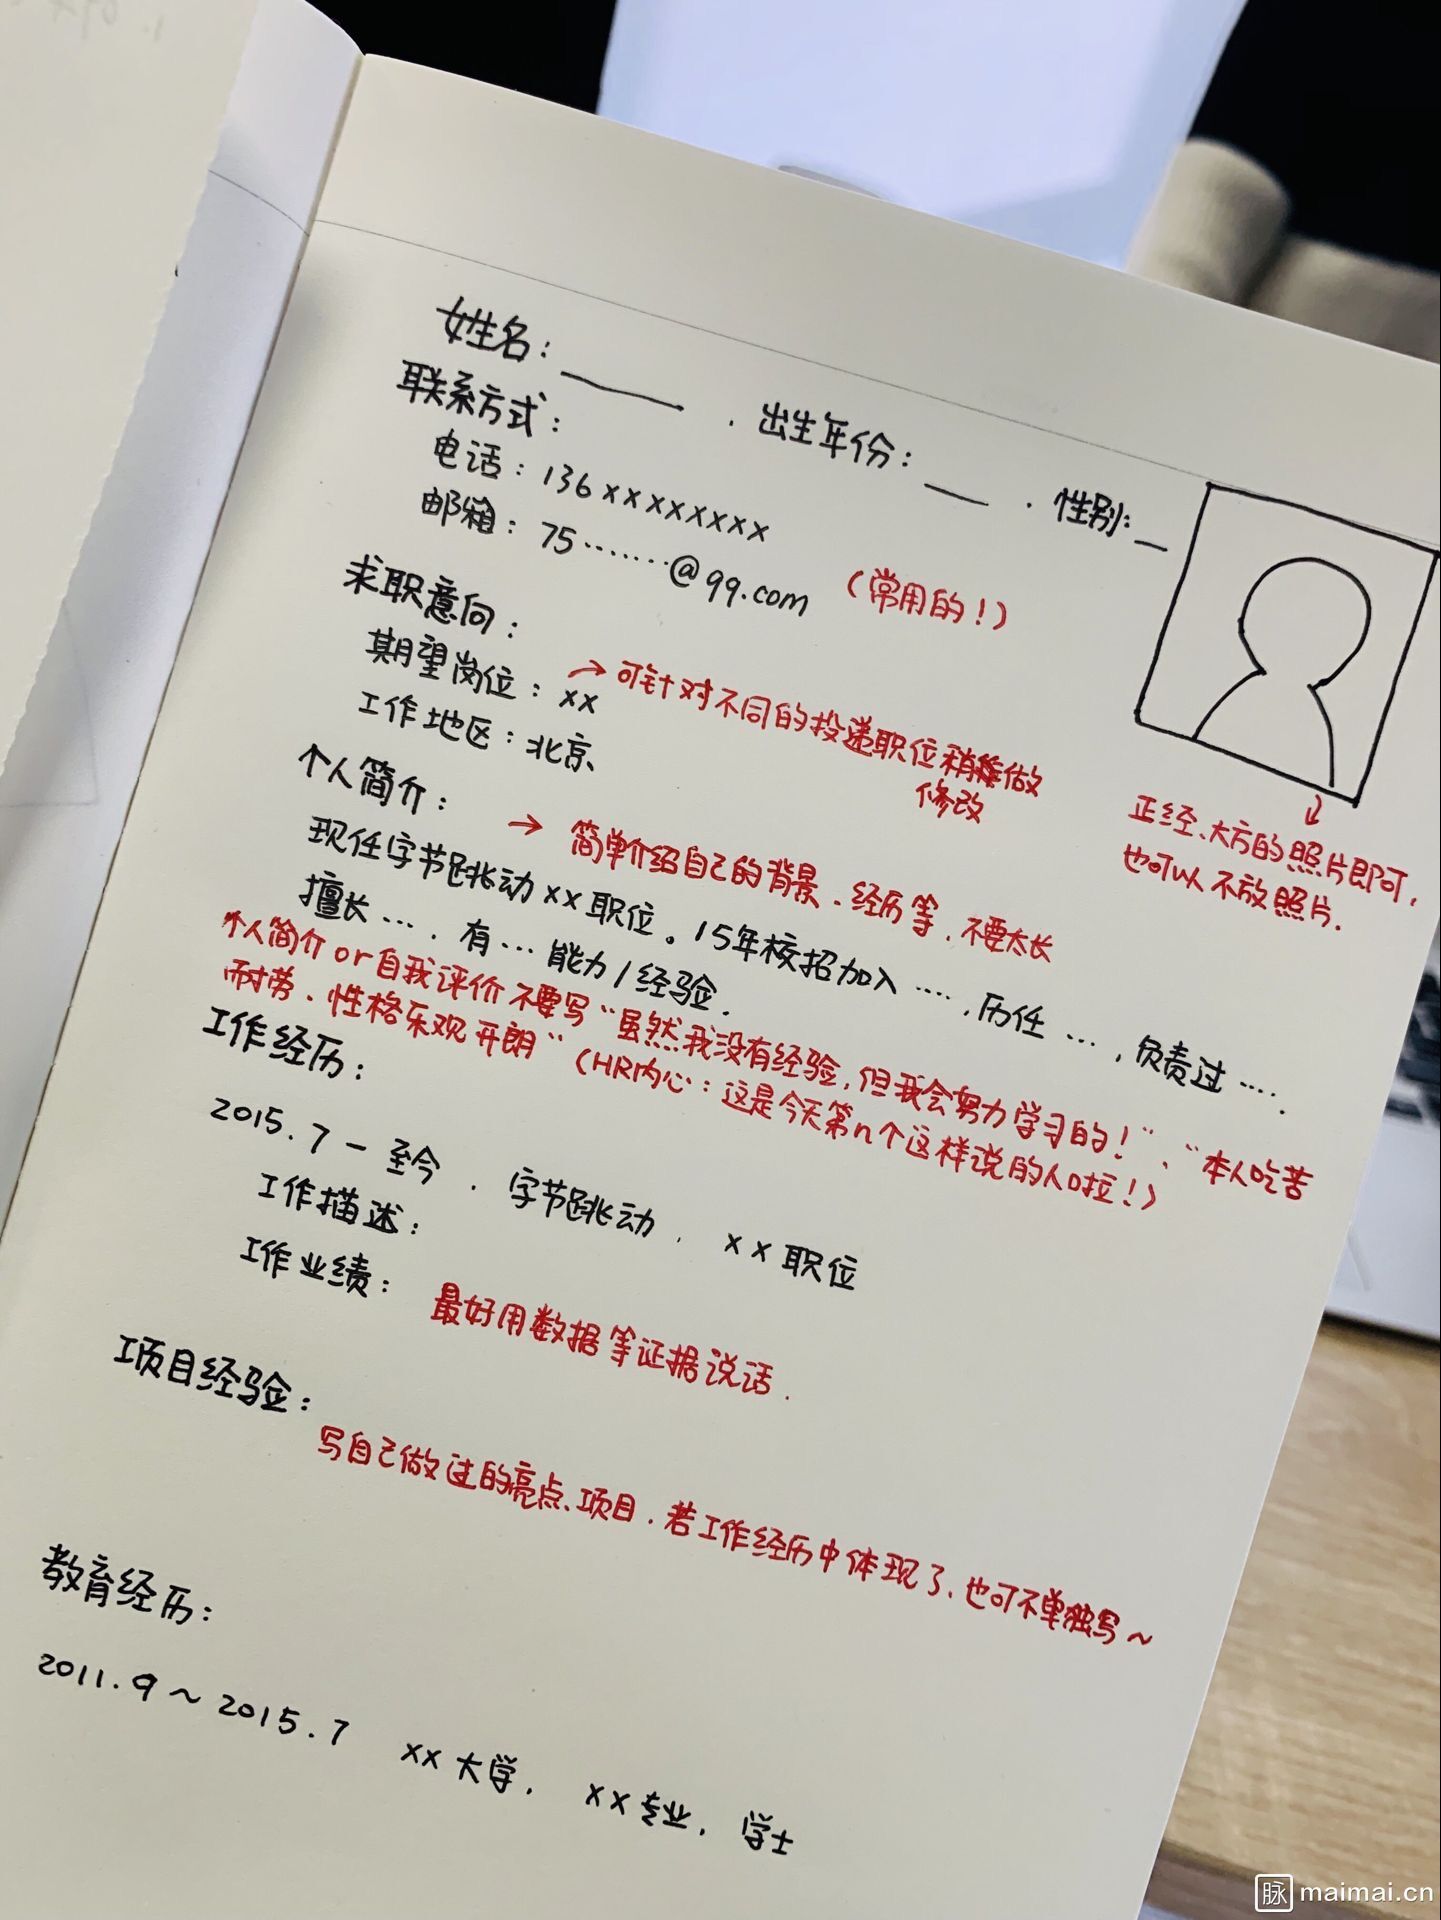 姓名：____ . 出生年份：___ . 性别：_
联系方式：
电话：136xxxxxxxx
邮箱：75·······@qq.com （常用的！）
求职意向：
期望岗位：xx → 可针对不同的投递职位稍做
修改
工作地区：北京
正经、大方的照片即可，
也可以不放照片.
个人简介： → 简单介绍自己的背景、经历等，不要太长
现任字节跳动xx职位。15年校招加入 ····，历任 ···，负责过 ····.
擅长 ···. 有 ··· 能力/经验.
个人简介or自我评价不要写“虽然我没有经验，但我会努力学习的！”、“本人吃苦
耐劳、性格乐观开朗”（HR内心：这是今天第n个这样说的人啦！）
工作经历：
2015.7 - 至今 . 字节跳动 . xx职位
工作描述：
工作业绩： 最好用数据等证据说话.
项目经验：
写自己做过的亮点、项目. 若工作经历中体现了、也可不单独写~
教育经历：
2011.9 ~ 2015.7 xx大学， xx专业， 学士
脉 maimai.cn